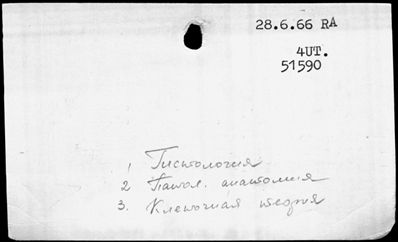 28.6.66 RA
4UT.
51590
1 Гистология
2 Патол. анатомия
3. Клеточная теория